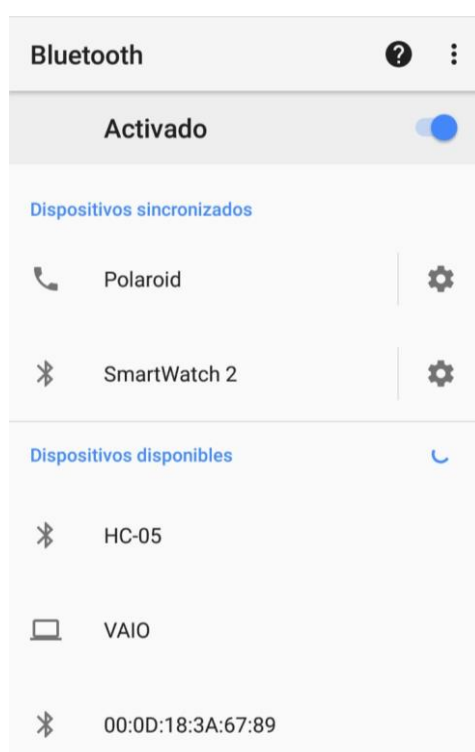 Bluetooth
Activado
Dispositivos sincronizados
Polaroid
SmartWatch 2
Dispositivos disponibles
HC-05
VAIO
00:0D:18:3A:67:89